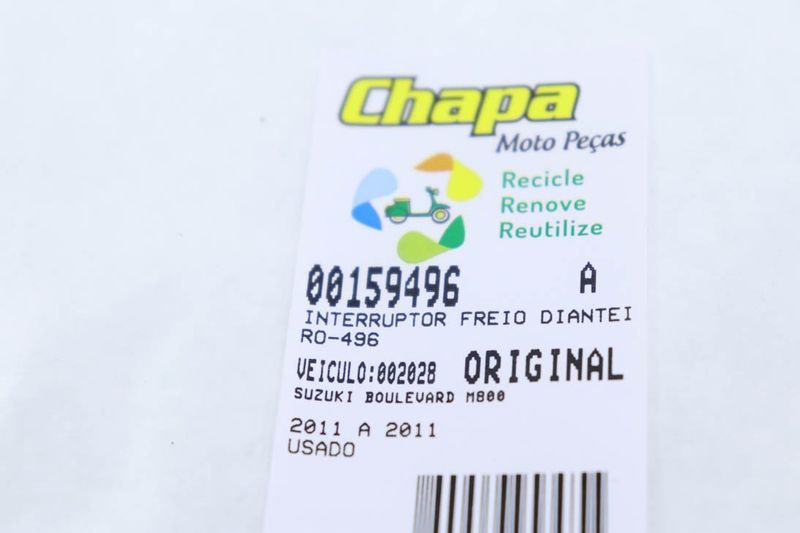 Chapa
Moto Peças
Recicle
Renove
Reutilize
00159496 A
INTERRUPTOR FREIO DIANTEI
RO-496
VEICULO:002028 ORIGINAL
SUZUKI BOULEVARD M800
2011 A 2011
USADO